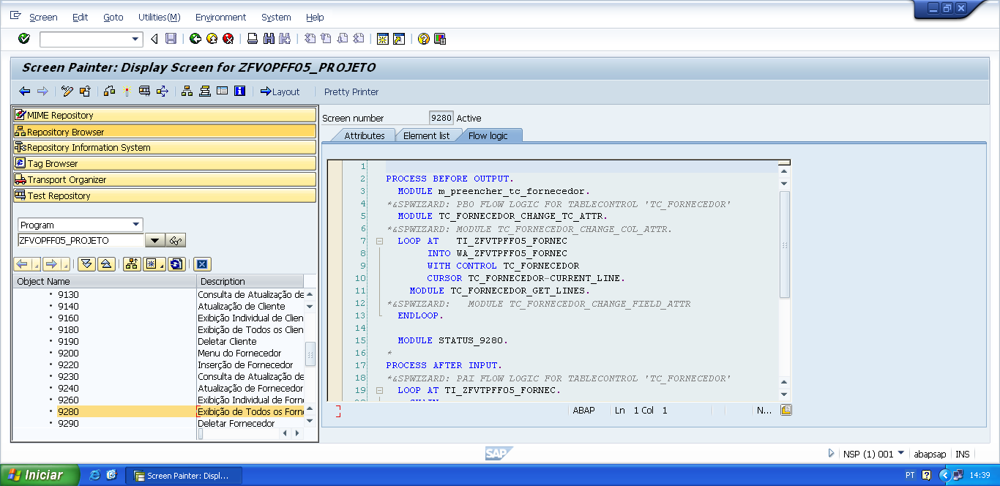 Screen Edit Goto Utilities(M) Environment System Help
Screen Painter: Display Screen for ZFVOPFF05_PROJETO
Layout Pretty Printer
MIME Repository
Repository Browser
Repository Information System
Tag Browser
Transport Organizer
Test Repository
Program
ZFVOPFF05_PROJETO
Object Name Description
9130 Consulta de Atualização de
9140 Atualização de Cliente
9160 Exibição Individual de Clien
9180 Exibição de Todos os Clien
9190 Deletar Cliente
9200 Menu do Fornecedor
9220 Inserção de Fornecedor
9230 Consulta de Atualização de
9240 Atualização de Fornecedor
9260 Exibição Individual de Forn
9280 Exibição de Todos os Forn
9290 Deletar Fornecedor
Screen number 9280 Active
Attributes Element list Flow logic
1
2 PROCESS BEFORE OUTPUT.
3 MODULE m_preencher_tc_fornecedor.
4 *&SPWIZARD: PBO FLOW LOGIC FOR TABLECONTROL 'TC_FORNECEDOR'
5 MODULE TC_FORNECEDOR_CHANGE_TC_ATTR.
6 *&SPWIZARD: MODULE TC_FORNECEDOR_CHANGE_COL_ATTR.
7 LOOP AT TI_ZFVTPFF05_FORNEC
8 INTO WA_ZFVTPFF05_FORNEC
9 WITH CONTROL TC_FORNECEDOR
10 CURSOR TC_FORNECEDOR-CURRENT_LINE.
11 MODULE TC_FORNECEDOR_GET_LINES.
12 *&SPWIZARD: MODULE TC_FORNECEDOR_CHANGE_FIELD_ATTR
13 ENDLOOP.
14
15 MODULE STATUS_9280.
16 *
17 PROCESS AFTER INPUT.
18 *&SPWIZARD: PAI FLOW LOGIC FOR TABLECONTROL 'TC_FORNECEDOR'
19 LOOP AT TI_ZFVTPFF05_FORNEC.
ABAP Ln 1 Col 1 N...
SAP
NSP (1) 001 abapsap INS
Iniciar Screen Painter: Displ... PT 14:39